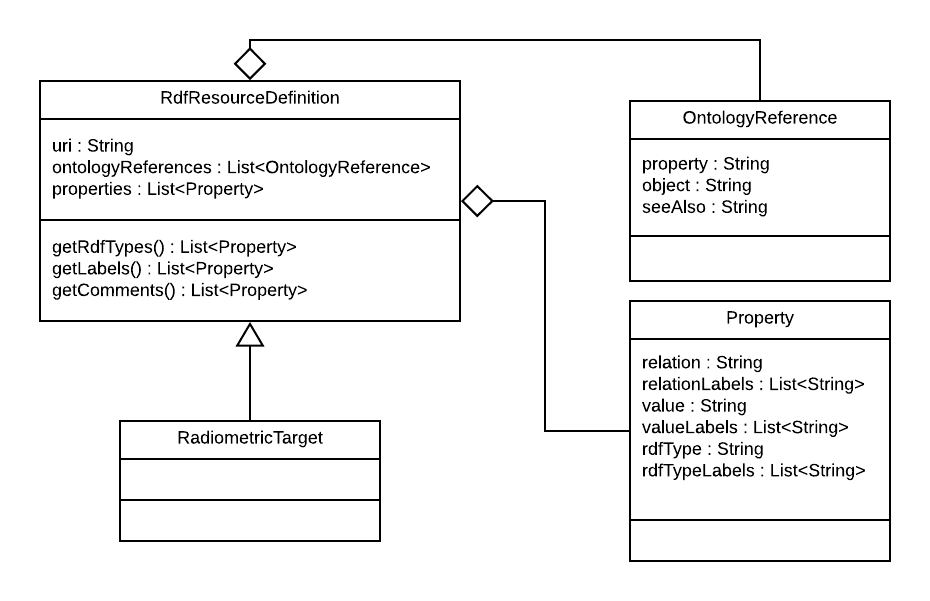 RdfResourceDefinition
uri : String
ontologyReferences : List<OntologyReference>
properties : List<Property>
getRdfTypes() : List<Property>
getLabels() : List<Property>
getComments() : List<Property>
OntologyReference
property : String
object : String
seeAlso : String
Property
relation : String
relationLabels : List<String>
value : String
valueLabels : List<String>
rdfType : String
rdfTypeLabels : List<String>
RadiometricTarget